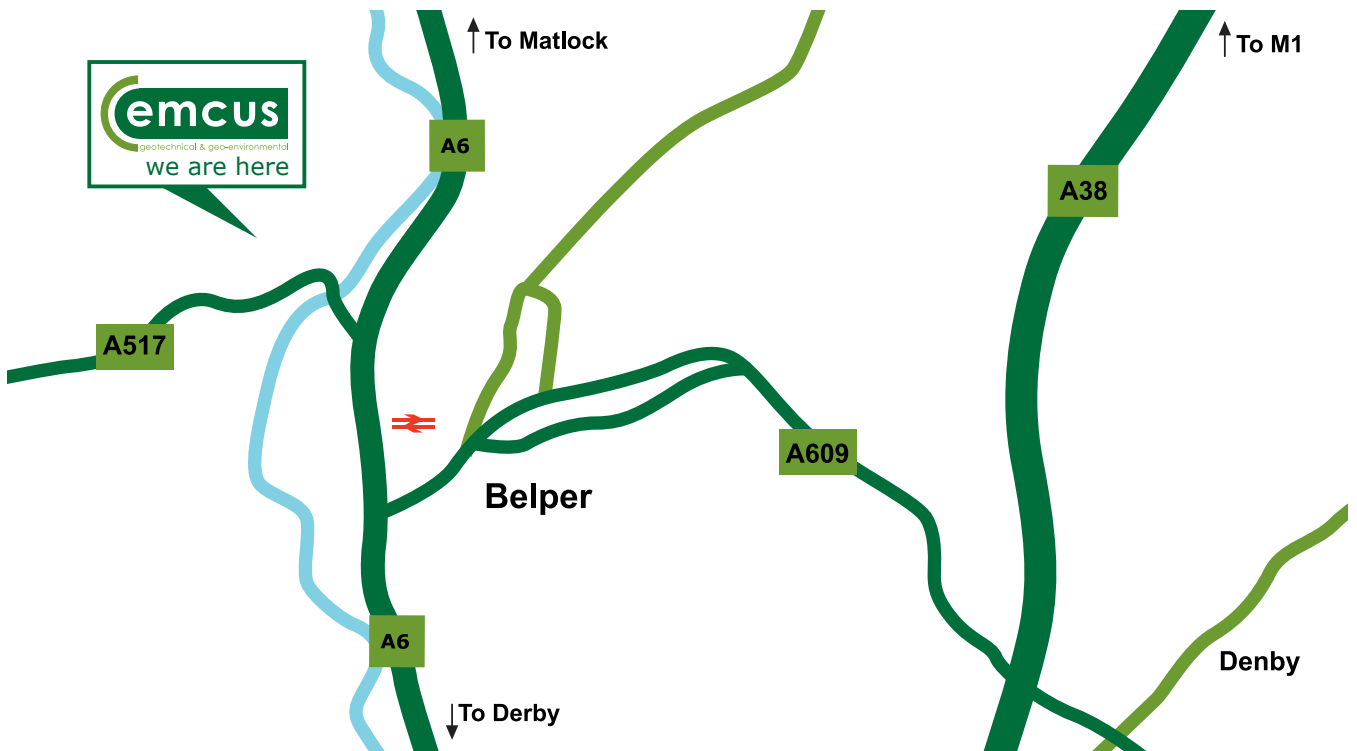 To Matlock
To M1
emcus
geotechnical & geo-environmental
we are here
A6
A38
A517
A609
Belper
A6
Denby
To Derby